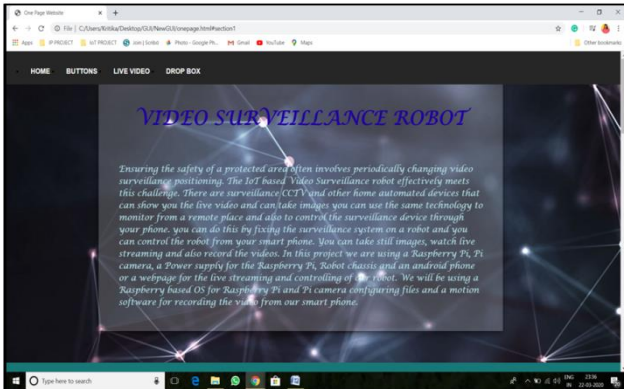 One Page Website
File | C:/Users/Kritika/Desktop/GUI/NewGUI/onepage.html#section1
Apps IP PROJECT IoT PROJECT Join | Scribd Photo - Google Ph... Gmail YouTube Maps Other bookmarks
HOME BUTTONS LIVE VIDEO DROP BOX
VIDEO SURVEILLANCE ROBOT
Ensuring the safety of a protected area often involves periodically changing video
surveillance positioning. The IoT based Video Surveillance robot effectively meets
this challenge. There are surveillance/CCTV and other home automated devices that
can show you the live video and can take images you can use the same technology to
monitor from a remote place and also to control the surveillance device through
your phone. you can do this by fixing the surveillance system on a robot and you
can control the robot from your smart phone. You can take still images, watch live
streaming and also record the videos. In this project we are using a Raspberry Pi, Pi
camera, a Power supply for the Raspberry Pi, Robot chassis and an android phone
or a webpage for the live streaming and controlling of the robot. We will be using a
Raspberry based OS for Raspberry Pi and Pi camera configuring files and a motion
software for recording the video from our smart phone.
Type here to search
ENG 23:36
IN 22-03-2020